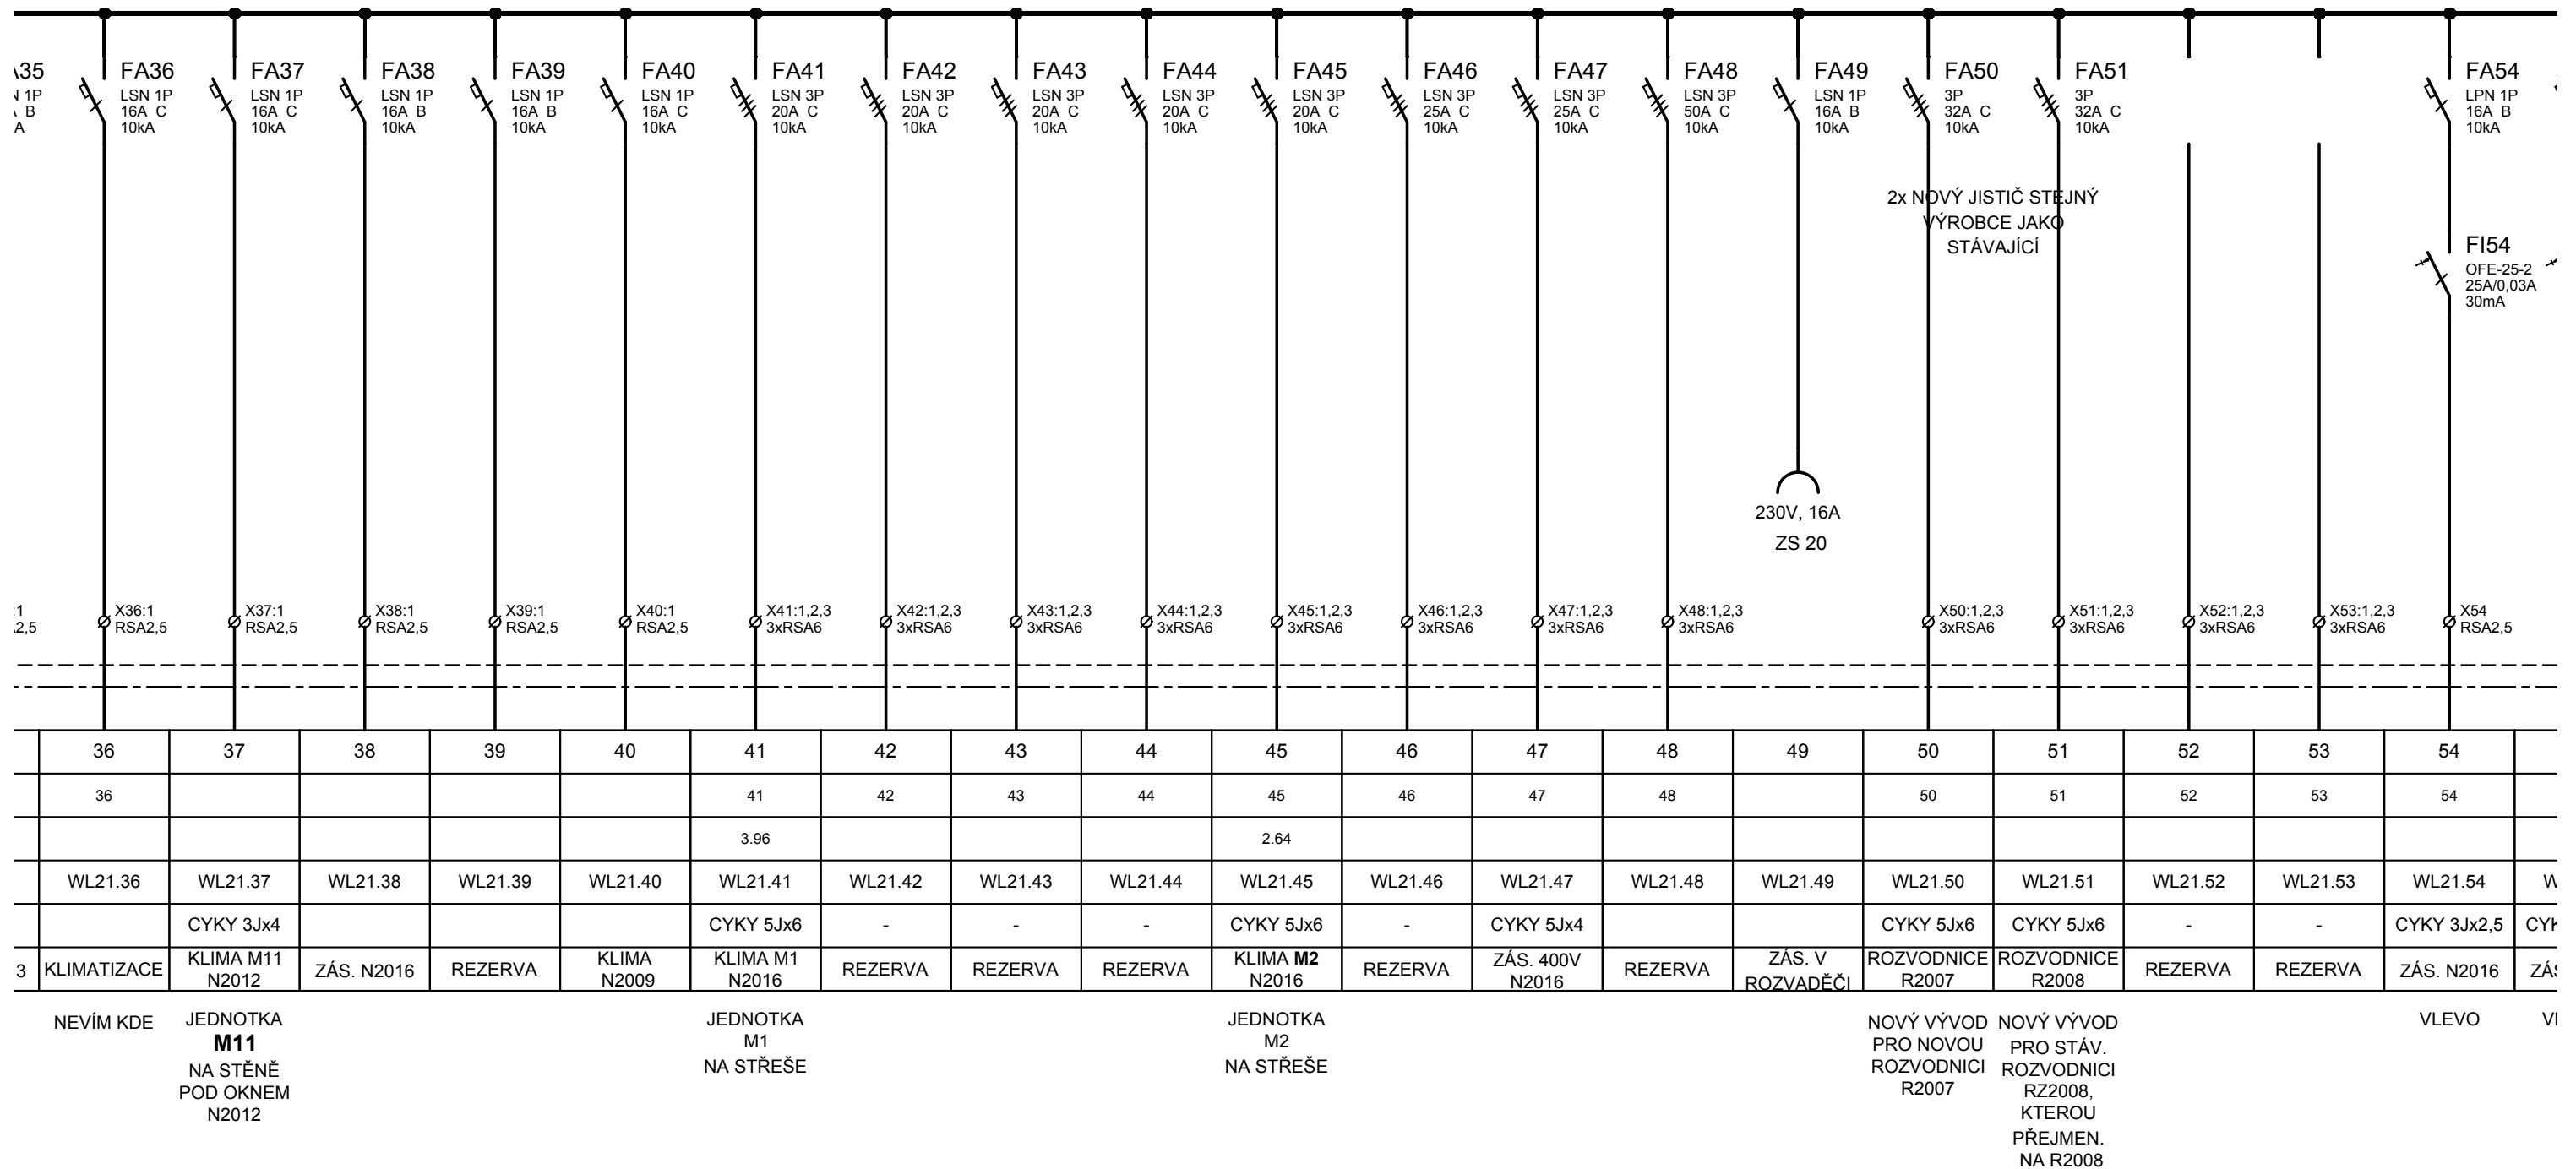 FA36
LSN 1P
16A C
10kA
FA37
LSN 1P
16A C
10kA
FA38
LSN 1P
16A B
10kA
FA39
LSN 1P
16A B
10kA
FA40
LSN 1P
16A C
10kA
FA41
LSN 3P
20A C
10kA
FA42
LSN 3P
20A C
10kA
FA43
LSN 3P
20A C
10kA
FA44
LSN 3P
20A C
10kA
FA45
LSN 3P
20A C
10kA
FA46
LSN 3P
25A C
10kA
FA47
LSN 3P
25A C
10kA
FA48
LSN 3P
50A C
10kA
FA49
LSN 1P
16A B
10kA
FA50
3P
32A C
10kA
FA51
3P
32A C
10kA
FA54
LPN 1P
16A B
10kA
2x NOVÝ JISTIČ STEJNÝ
VÝROBCE JAKO
STÁVAJÍCÍ
FI54
OFE-25-2
25A/0,03A
30mA
230V, 16A
ZS 20
X36:1
RSA2,5
X37:1
RSA2,5
X38:1
RSA2,5
X39:1
RSA2,5
X40:1
RSA2,5
X41:1,2,3
3xRSA6
X42:1,2,3
3xRSA6
X43:1,2,3
3xRSA6
X44:1,2,3
3xRSA6
X45:1,2,3
3xRSA6
X46:1,2,3
3xRSA6
X47:1,2,3
3xRSA6
X48:1,2,3
3xRSA6
X50:1,2,3
3xRSA6
X51:1,2,3
3xRSA6
X52:1,2,3
3xRSA6
X53:1,2,3
3xRSA6
X54
RSA2,5
36 37 38 39 40 41 42 43 44 45 46 47 48 49 50 51 52 53 54
36 41 42 43 44 45 46 47 48 50 51 52 53 54
3.96 2.64
WL21.36 WL21.37 WL21.38 WL21.39 WL21.40 WL21.41 WL21.42 WL21.43 WL21.44 WL21.45 WL21.46 WL21.47 WL21.48 WL21.49 WL21.50 WL21.51 WL21.52 WL21.53 WL21.54
CYKY 3Jx4 CYKY 5Jx6 - - - CYKY 5Jx6 - CYKY 5Jx4 CYKY 5Jx6 CYKY 5Jx6 - - CYKY 3Jx2,5
3
KLIMATIZACE
KLIMA M11
N2012
ZÁS. N2016
REZERVA
KLIMA
N2009
KLIMA M1
N2016
REZERVA
REZERVA
REZERVA
KLIMA M2
N2016
REZERVA
ZÁS. 400V
N2016
REZERVA
ZÁS. V
ROZVADĚČI
ROZVODNICE
R2007
ROZVODNICE
R2008
REZERVA
REZERVA
ZÁS. N2016
NEVÍM KDE
JEDNOTKA
M11
NA STĚNĚ
POD OKNEM
N2012
JEDNOTKA
M1
NA STŘEŠE
JEDNOTKA
M2
NA STŘEŠE
NOVÝ VÝVOD
PRO NOVOU
ROZVODNICI
R2007
NOVÝ VÝVOD
PRO STÁV.
ROZVODNICI
RZ2008,
KTEROU
PŘEJMEN.
NA R2008
VLEVO